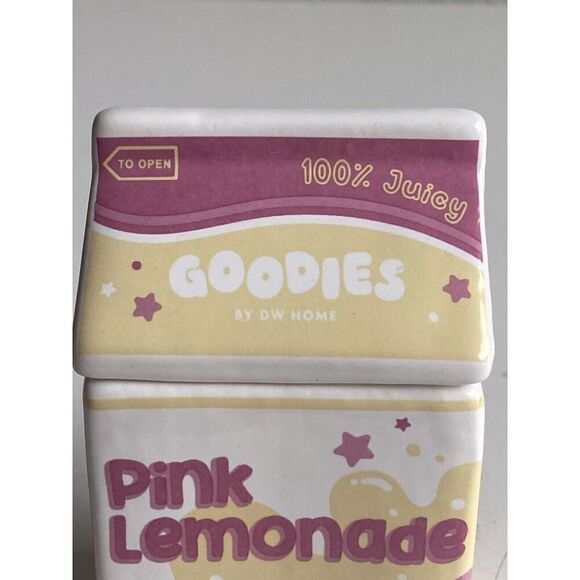 TO OPEN
100% Juicy
GOODIES
BY DW HOME
Pink
Lemonade